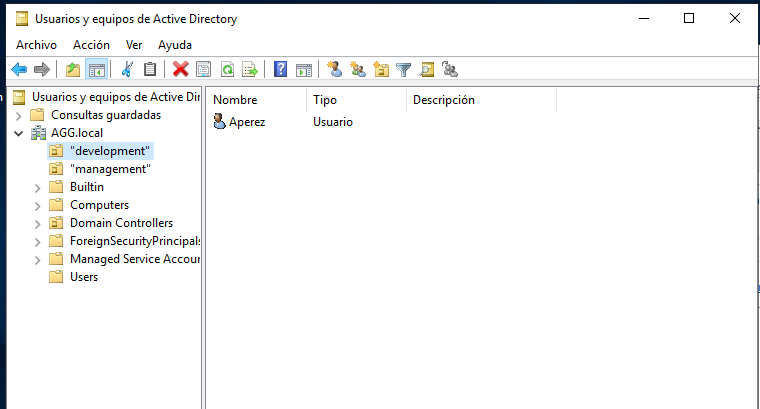 Usuarios y equipos de Active Directory
Archivo Acción Ver Ayuda
Usuarios y equipos de Active Dir
Consultas guardadas
AGG.local
"development"
"management"
Builtin
Computers
Domain Controllers
ForeignSecurityPrincipals
Managed Service Accour
Users
Nombre Tipo Descripción
Aperez Usuario